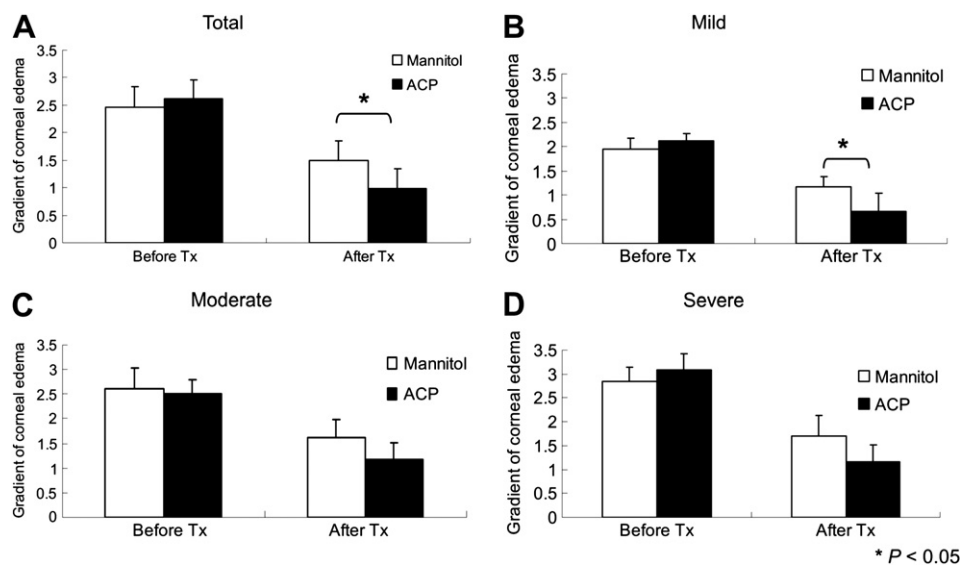 A
Total
Gradient of corneal edema
3.5
3
2.5
2
1.5
1
0.5
0
Mannitol
ACP
*
Before Tx
After Tx
B
Mild
Gradient of corneal edema
3.5
3
2.5
2
1.5
1
0.5
0
Mannitol
ACP
*
Before Tx
After Tx
C
Moderate
Gradient of corneal edema
3.5
3
2.5
2
1.5
1
0.5
0
Mannitol
ACP
Before Tx
After Tx
D
Severe
Gradient of corneal edema
3.5
3
2.5
2
1.5
1
0.5
0
Mannitol
ACP
Before Tx
After Tx
* P < 0.05